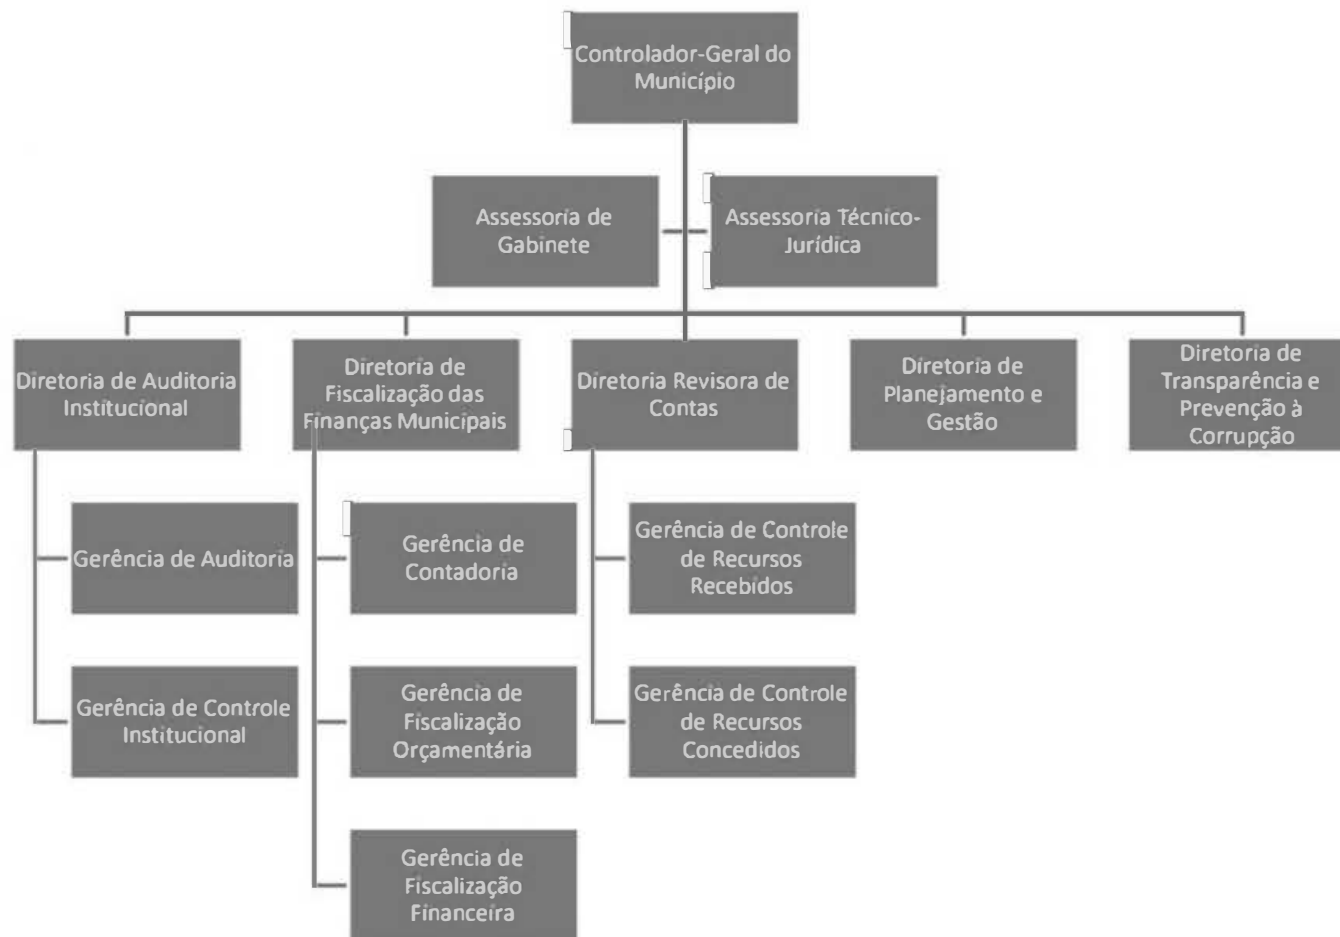 Controlador-Geral do
Município
Assessoria de
Gabinete
Assessoria Técnico-
Jurídica
Diretoria de Auditoria
Institucional
Diretoria de
Fiscalização das
Finanças Municipais
Diretoria Revisora de
Contas
Diretoria de
Planejamento e
Gestão
Diretoria de
Transparência e
Prevenção à
Corrupção
Gerência de Auditoria
Gerência de
Contadoria
Gerência de Controle
de Recursos
Recebidos
Gerência de Controle
Institucional
Gerência de
Fiscalização
Orçamentária
Gerência de Controle
de Recursos
Concedidos
Gerência de
Fiscalização
Financeira